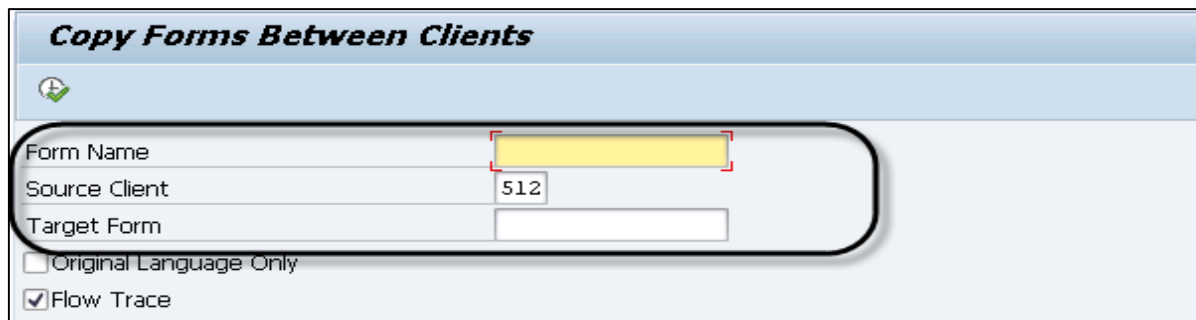 Copy Forms Between Clients
Form Name
Source Client 512
Target Form
Original Language Only
Flow Trace